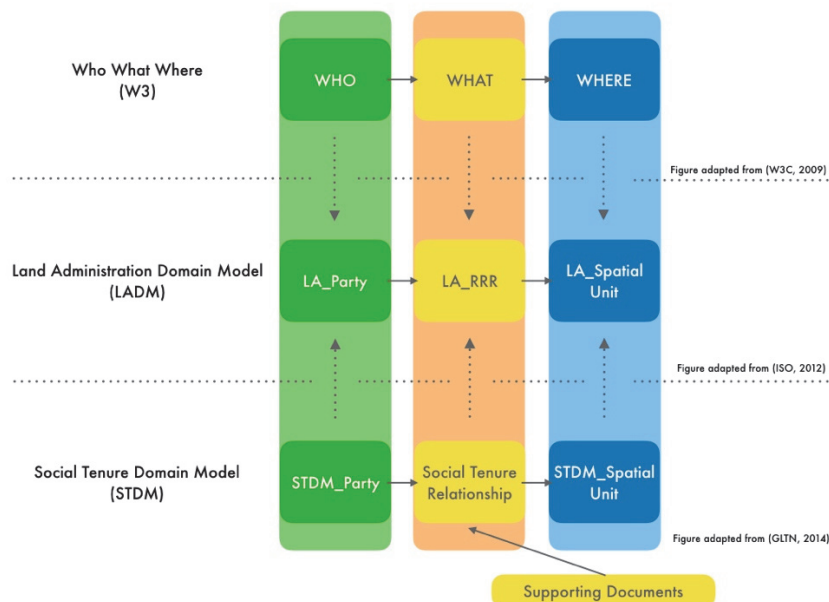 Who What Where
(W3)
WHO
WHAT
WHERE
Figure adapted from (W3C, 2009)
Land Administration Domain Model
(LADM)
LA_Party
LA_RRR
LA_Spatial
Unit
Figure adapted from (ISO, 2012)
Social Tenure Domain Model
(STDM)
STDM_Party
Social Tenure
Relationship
STDM_Spatial
Unit
Figure adapted from (GLTN, 2014)
Supporting Documents